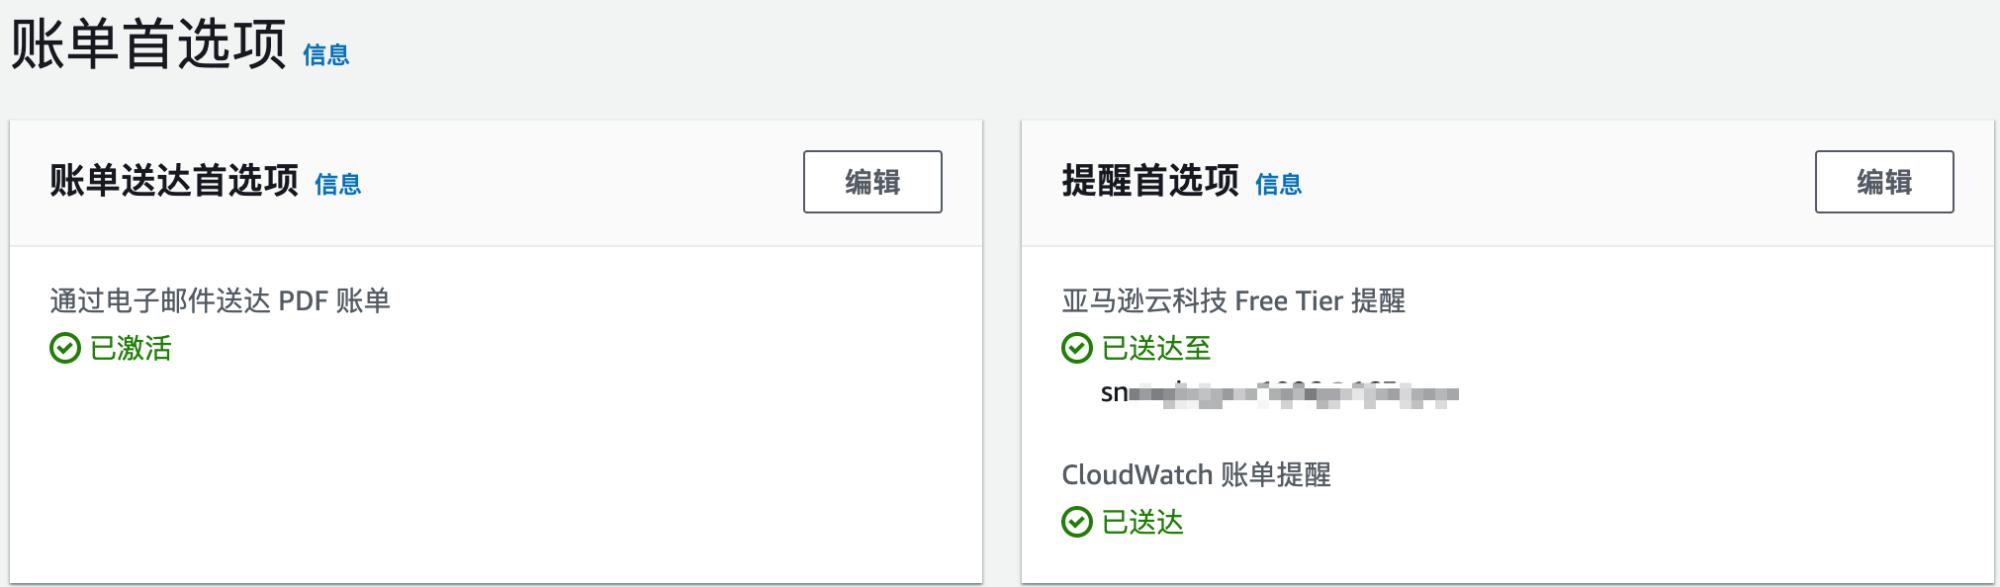 账单首选项 信息
账单送达首选项 信息
编辑
通过电子邮件送达 PDF 账单
已激活
提醒首选项 信息
编辑
亚马逊云科技 Free Tier 提醒
已送达至
CloudWatch 账单提醒
已送达